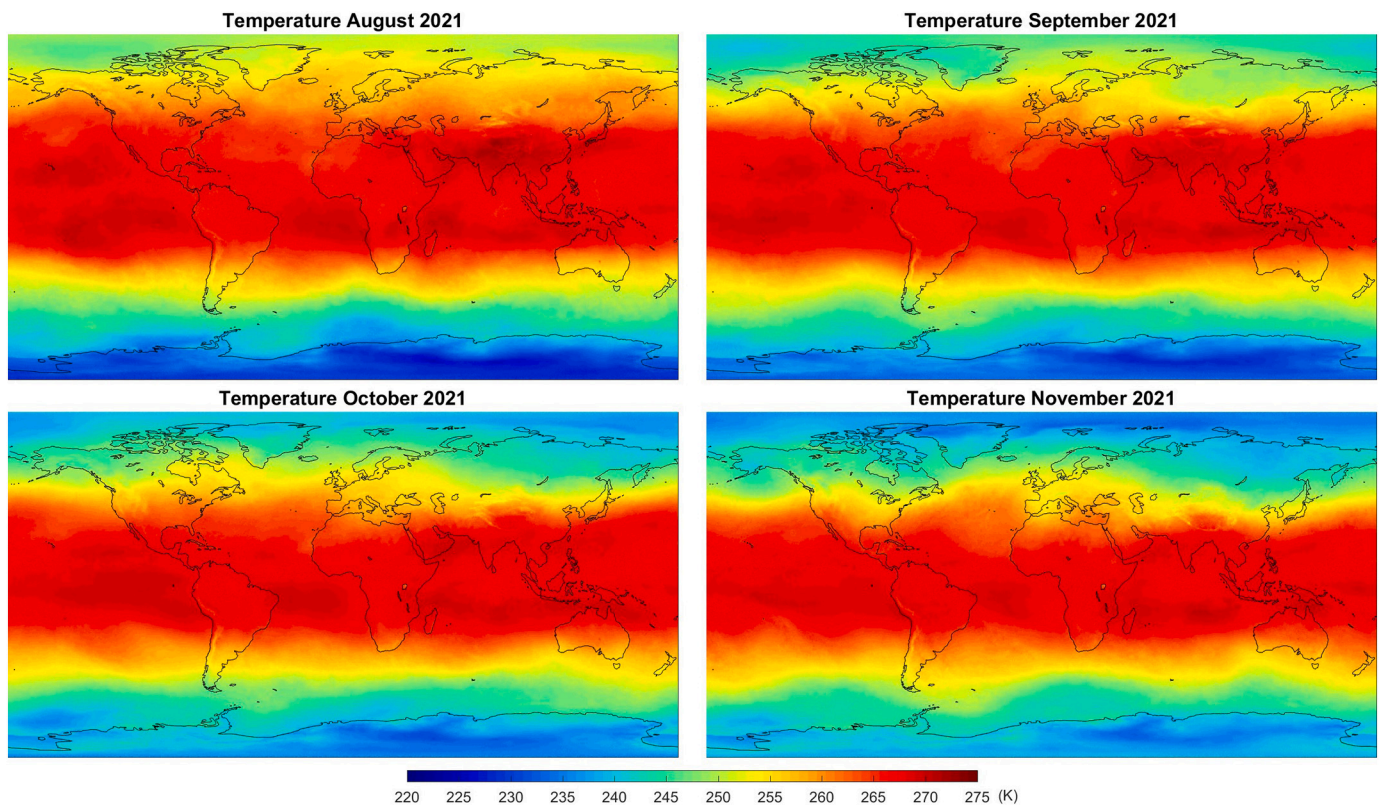 Temperature August 2021
Temperature September 2021
Temperature October 2021
Temperature November 2021
220 225 230 235 240 245 250 255 260 265 270 275 (K)